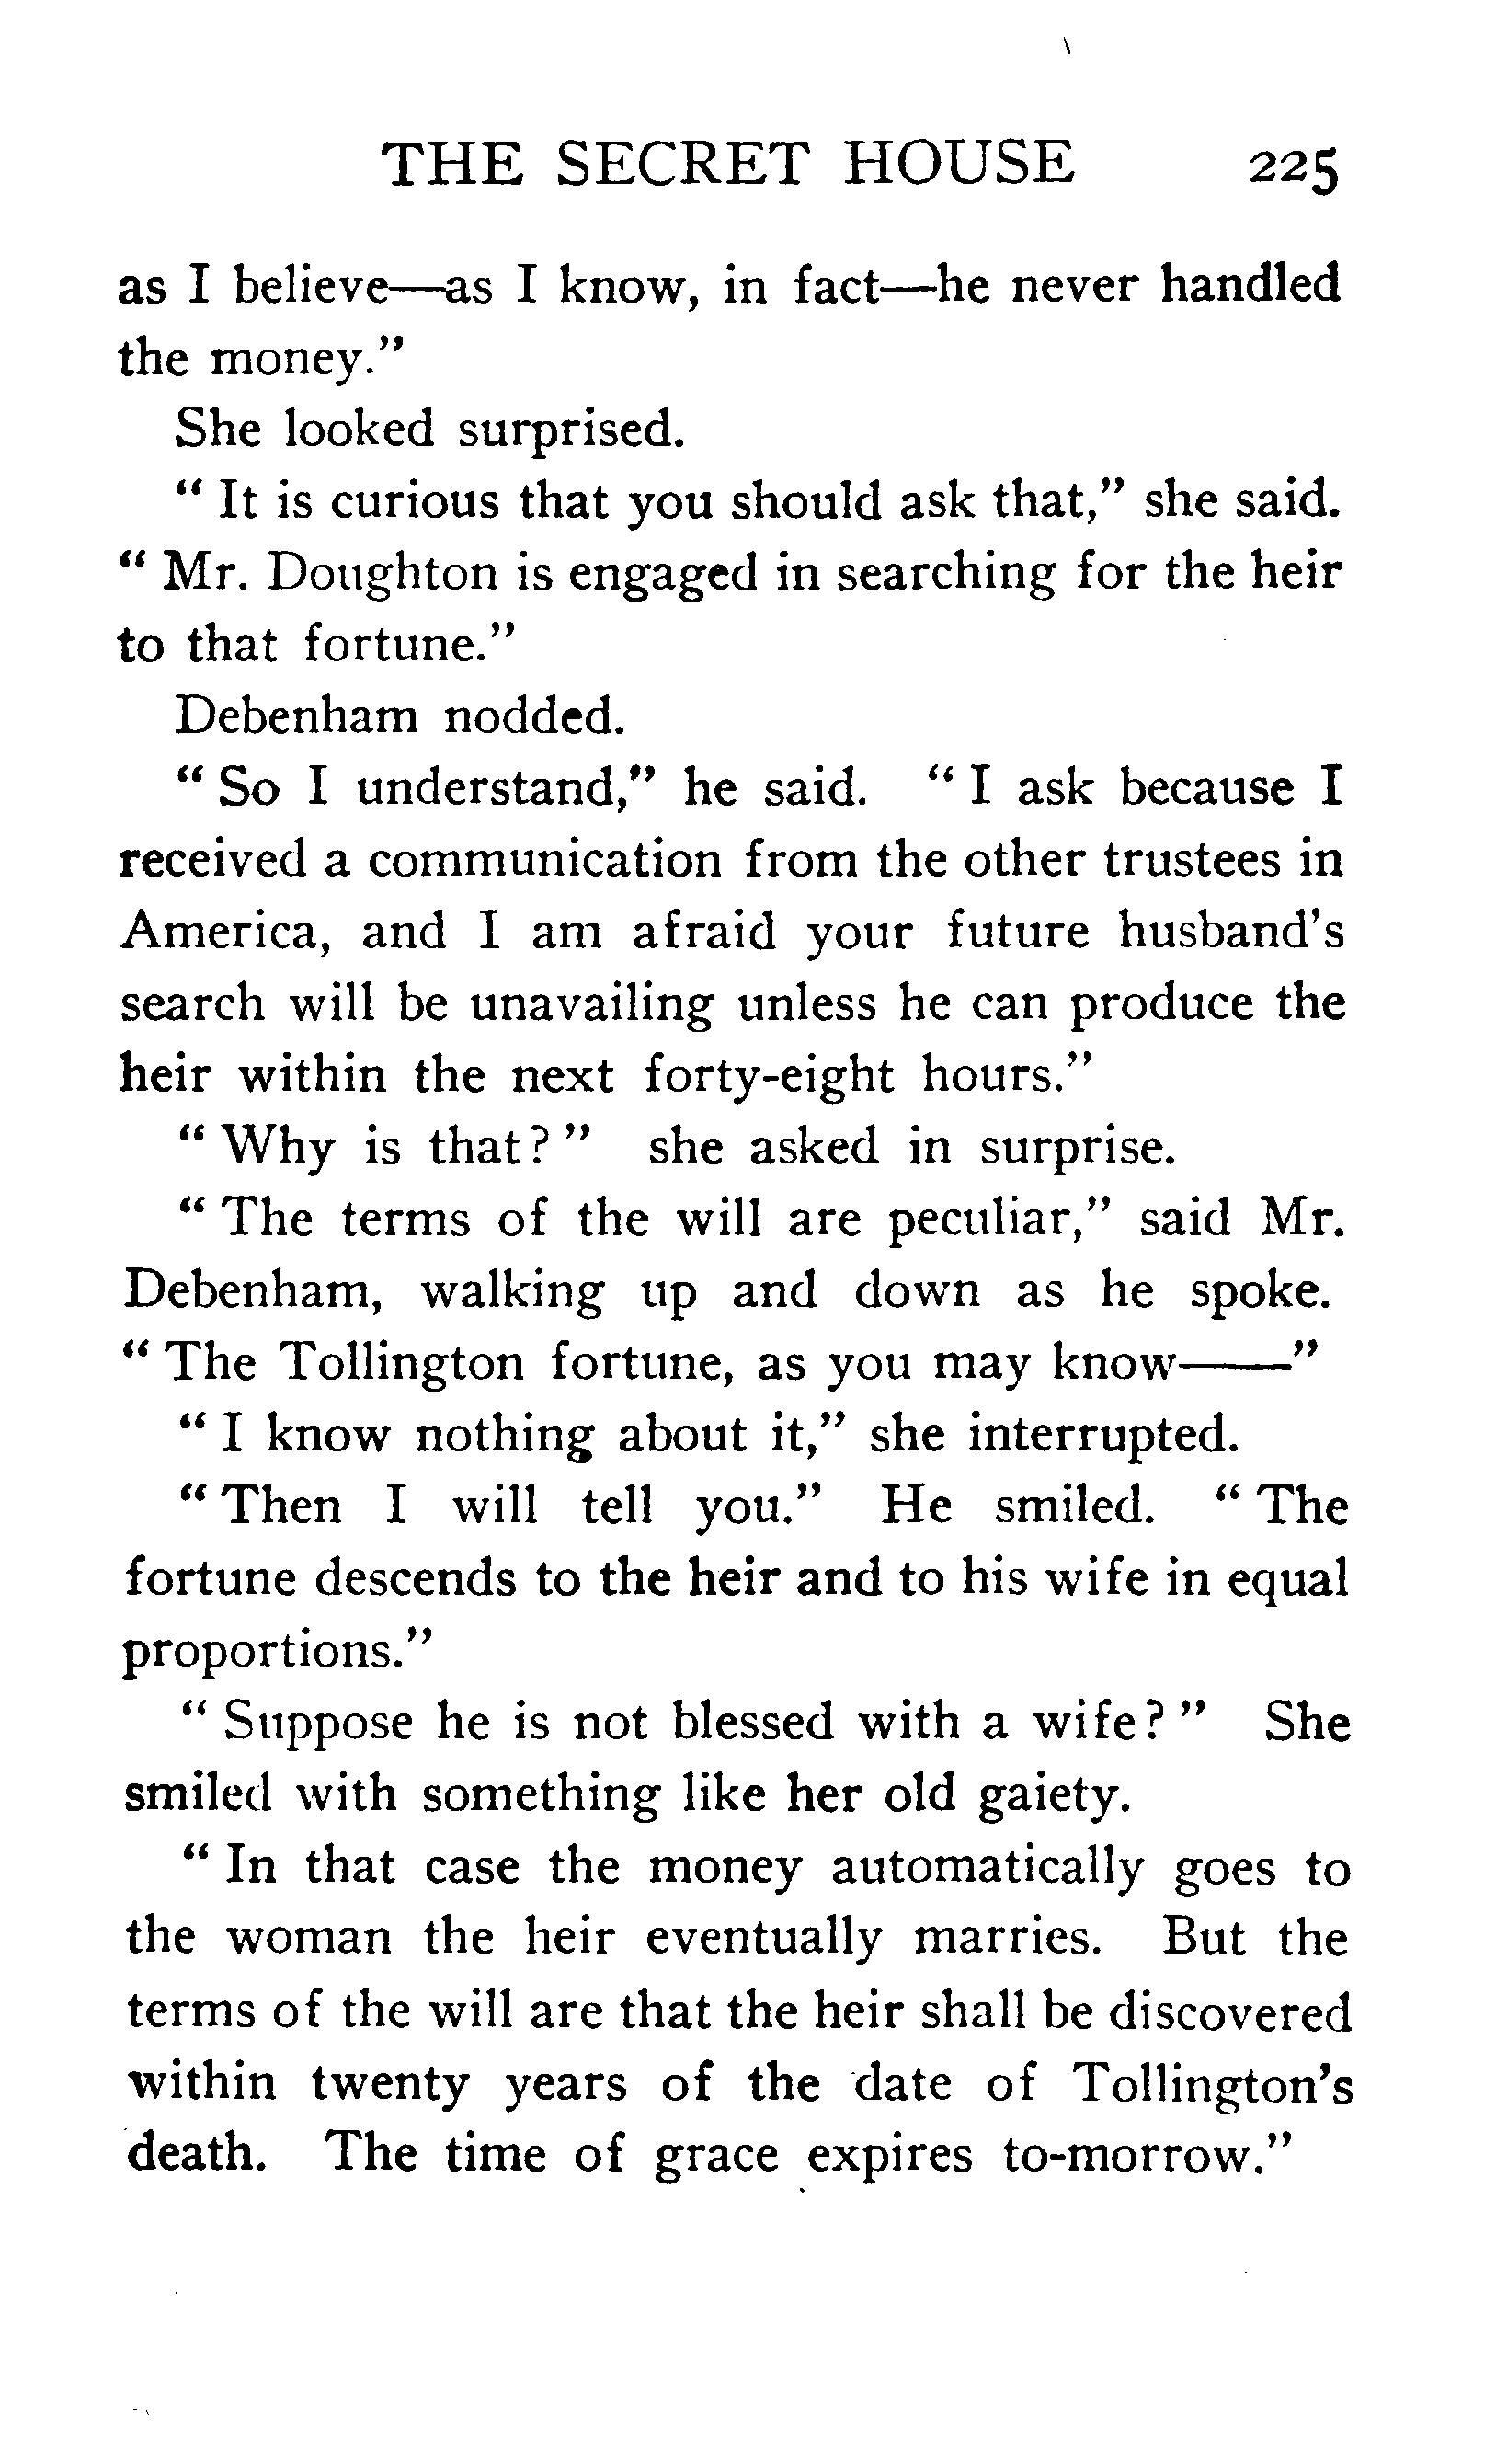 THE SECRET HOUSE 225
as I believe—as I know, in fact—he never handled
the money."
She looked surprised.
" It is curious that you should ask that," she said.
" Mr. Doughton is engaged in searching for the heir
to that fortune."
Debenham nodded.
" So I understand," he said. " I ask because I
received a communication from the other trustees in
America, and I am afraid your future husband's
search will be unavailing unless he can produce the
heir within the next forty-eight hours."
" Why is that? " she asked in surprise.
" The terms of the will are peculiar," said Mr.
Debenham, walking up and down as he spoke.
" The Tollington fortune, as you may know——"
" I know nothing about it," she interrupted.
" Then I will tell you." He smiled. " The
fortune descends to the heir and to his wife in equal
proportions."
" Suppose he is not blessed with a wife? " She
smiled with something like her old gaiety.
" In that case the money automatically goes to
the woman the heir eventually marries. But the
terms of the will are that the heir shall be discovered
within twenty years of the date of Tollington's
death. The time of grace expires to-morrow."